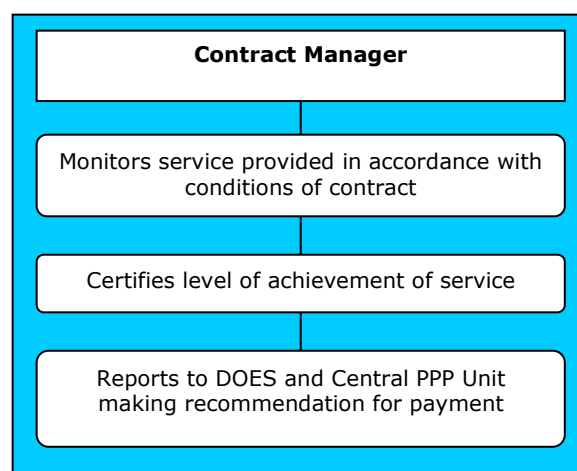 Contract Manager
Monitors service provided in accordance with
conditions of contract
Certifies level of achievement of service
Reports to DOES and Central PPP Unit
making recommendation for payment